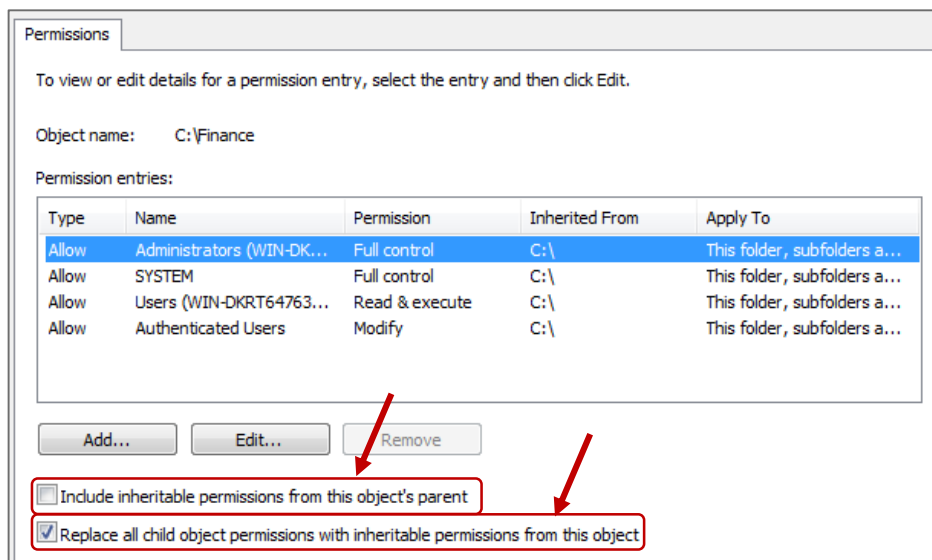 Permissions
To view or edit details for a permission entry, select the entry and then click Edit.
Object name: C:\Finance
Permission entries:
Type Name Permission Inherited From Apply To
Allow Administrators (WIN-DK... Full control C:\ This folder, subfolders a...
Allow SYSTEM Full control C:\ This folder, subfolders a...
Allow Users (WIN-DKRT64763... Read & execute C:\ This folder, subfolders a...
Allow Authenticated Users Modify C:\ This folder, subfolders a...
Add... Edit... Remove
Include inheritable permissions from this object's parent
Replace all child object permissions with inheritable permissions from this object